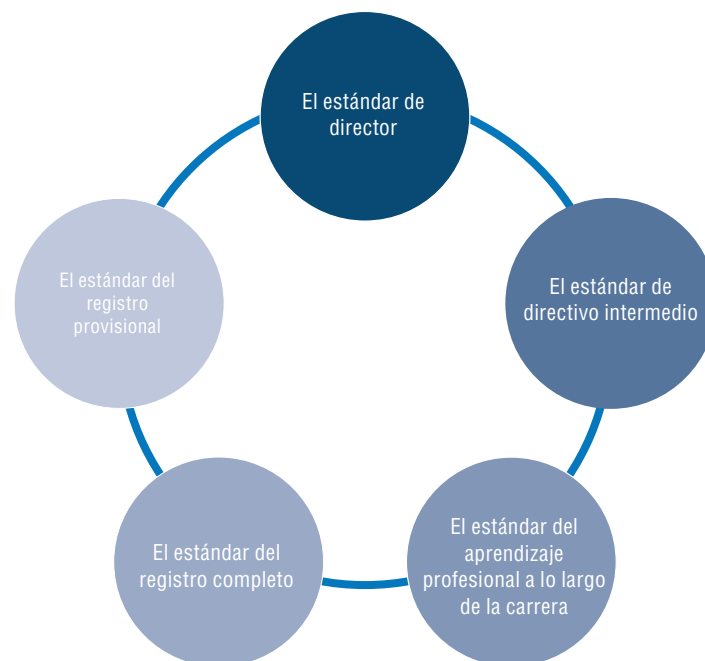 El estándar de
director
El estándar de
directivo intermedio
El estándar del
aprendizaje
profesional a lo largo
de la carrera
El estándar del
registro completo
El estándar del
registro
provisional